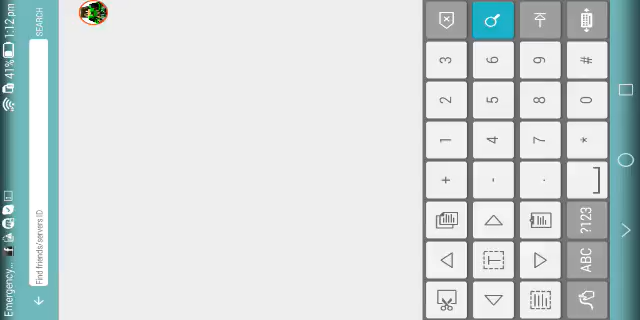 Emergency... 41% 1:12 pm
Find friends/servers ID SEARCH
+ 1 2 3
- 4 5 6
. 7 8 9
ABC ?123 * 0 #